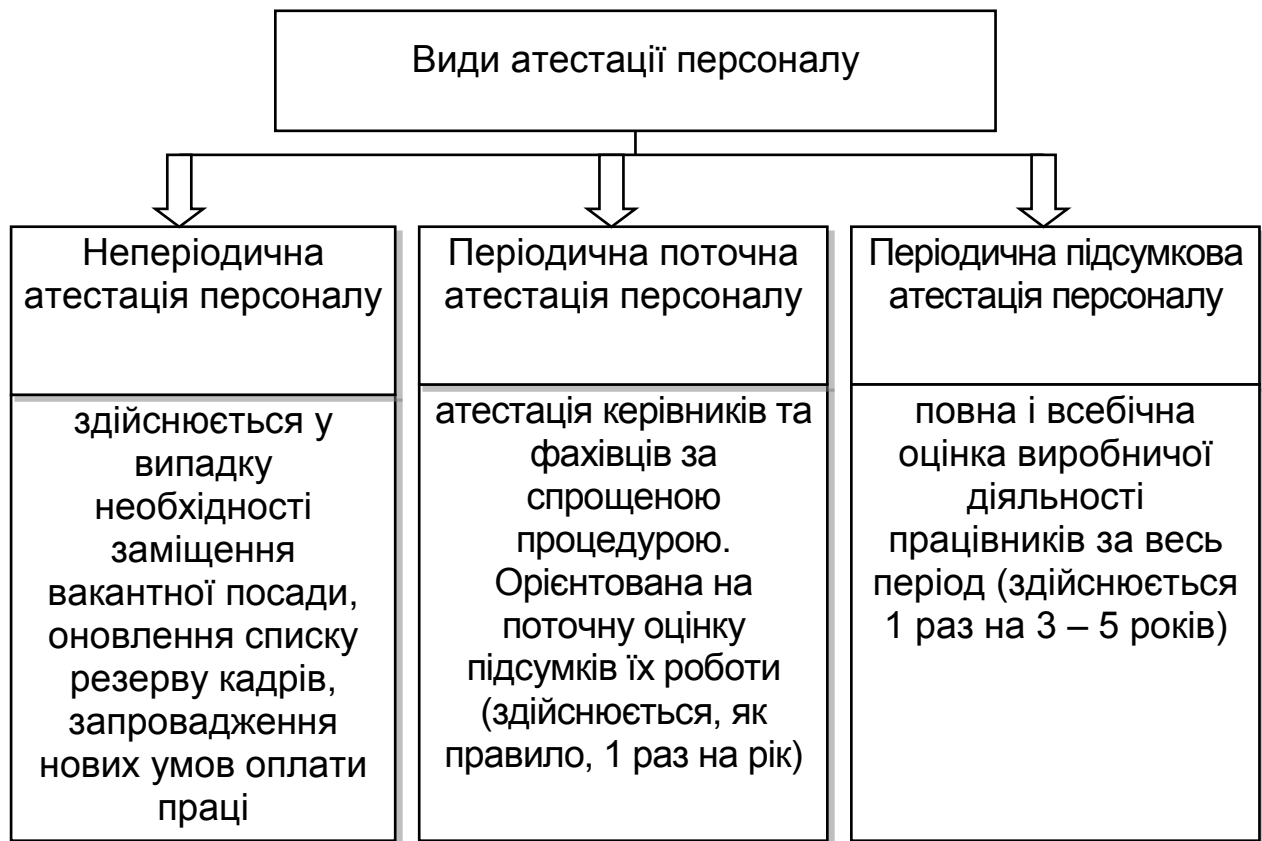 Види атестації персоналу
Неперіодична
атестація персоналу
здійснюється у
випадку
необхідності
заміщення
вакантної посади,
оновлення списку
резерву кадрів,
запровадження
нових умов оплати
праці
Періодична поточна
атестація персоналу
атестація керівників та
фахівців за
спрощеною
процедурою.
Орієнтована на
поточну оцінку
підсумків їх роботи
(здійснюється, як
правило, 1 раз на рік)
Періодична підсумкова
атестація персоналу
повна і всебічна
оцінка виробничої
діяльності
працівників за весь
період (здійснюється
1 раз на 3 – 5 років)